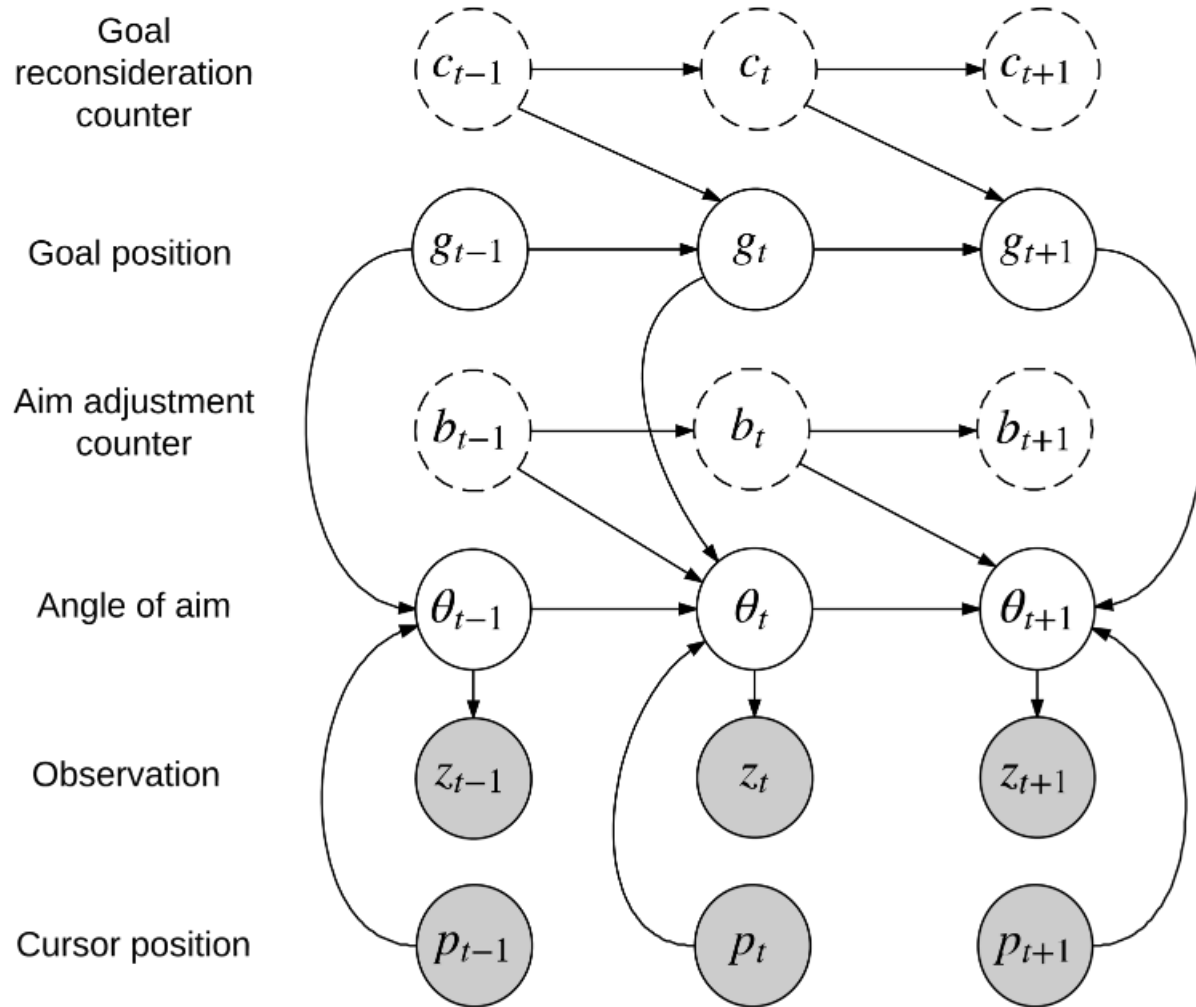 Goal
reconsideration
counter
c_{t−1} c_t c_{t+1}
Goal position
g_{t−1} g_t g_{t+1}
Aim adjustment
counter
b_{t−1} b_t b_{t+1}
Angle of aim
θ_{t−1} θ_t θ_{t+1}
Observation
z_{t−1} z_t z_{t+1}
Cursor position
p_{t−1} p_t p_{t+1}